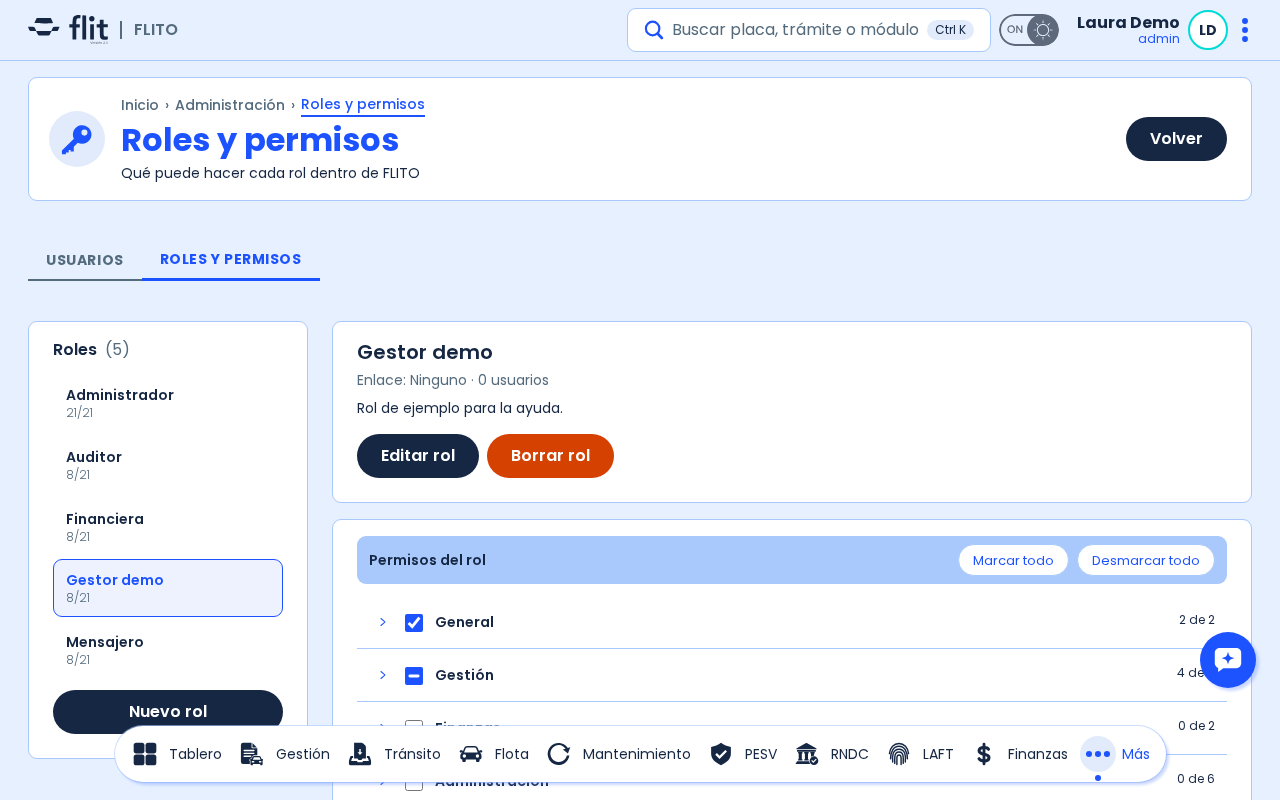 flit
FLITO
Buscar placa, trámite o módulo
Ctrl K
ON
Laura Demo
admin
LD
Inicio › Administración › Roles y permisos
Roles y permisos
Qué puede hacer cada rol dentro de FLITO
Volver
USUARIOS
ROLES Y PERMISOS
Roles (5)
Administrador
21/21
Auditor
8/21
Financiera
8/21
Gestor demo
8/21
Mensajero
8/21
Nuevo rol
Gestor demo
Enlace: Ninguno · 0 usuarios
Rol de ejemplo para la ayuda.
Editar rol
Borrar rol
Permisos del rol
Marcar todo
Desmarcar todo
General
2 de 2
Gestión
4 de
Finanzas
0 de 2
Administración
0 de 6
Tablero
Gestión
Tránsito
Flota
Mantenimiento
PESV
RNDC
LAFT
Finanzas
Más